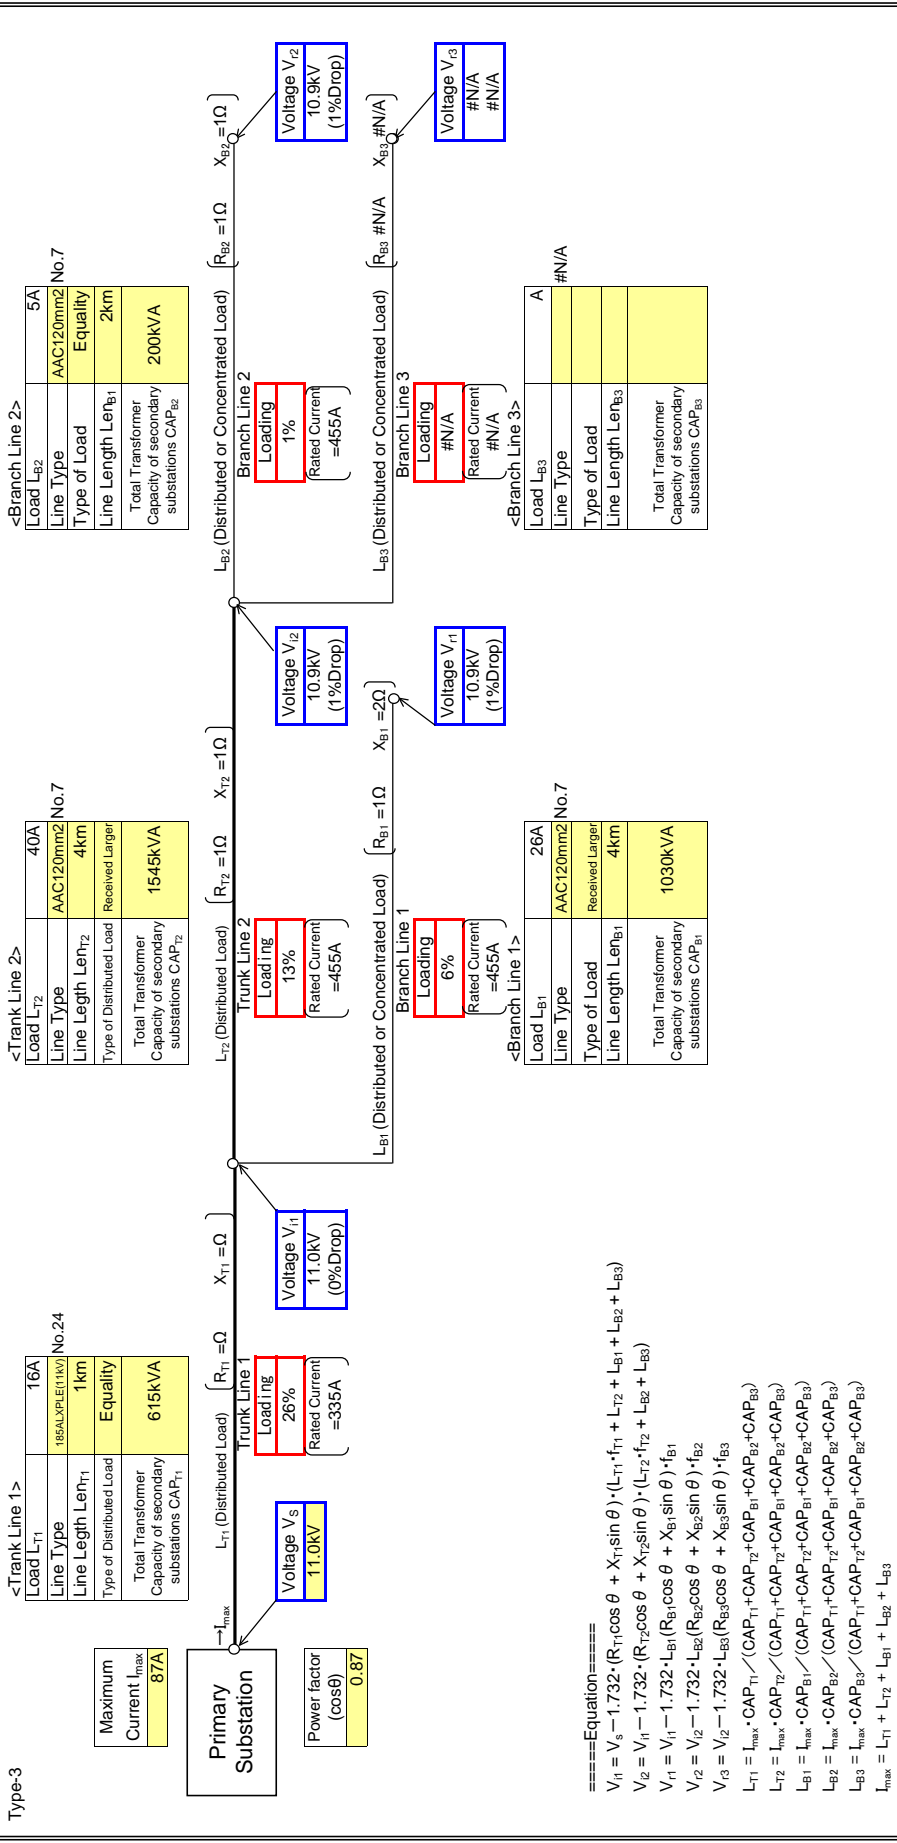 Type-3
Maximum
Current Imax
87A
Primary
Substation
→Imax
Power factor
(cosθ)
0.87
Voltage VS
11.0kV
<Trank Line 1>
Load LT1 16A
Line Type 185ALXPLE(11kV) No.24
Line Legth LenT1 1km
Type of Distributed Load Equality
Total Transformer
Capacity of secondary
substations CAPT1
615kVA
LT1 (Distributed Load) RT1 =Ω XT1 =Ω
Trunk Line 1
Loading
26%
Rated Current
=335A
Voltage Vi1
11.0kV
(0%Drop)
<Trank Line 2>
Load LT2 40A
Line Type AAC120mm2 No.7
Line Legth LenT2 4km
Type of Distributed Load Received Larger
Total Transformer
Capacity of secondary
substations CAPT2
1545kVA
LT2 (Distributed Load) RT2 =1Ω XT2 =1Ω
Trunk Line 2
Loading
13%
Rated Current
=455A
Voltage Vi2
10.9kV
(1%Drop)
LB1 (Distributed or Concentrated Load) RB1 =1Ω XB1 =2Ω
Branch Line 1
Loading
6%
Rated Current
=455A
Voltage Vr1
10.9kV
(1%Drop)
<Branch Line 1>
Load LB1 26A
Line Type AAC120mm2 No.7
Type of Load Received Larger
Line Length LenB1 4km
Total Transformer
Capacity of secondary
substations CAPB1
1030kVA
<Branch Line 2>
Load LB2 5A
Line Type AAC120mm2 No.7
Type of Load Equality
Line Length LenB1 2km
Total Transformer
Capacity of secondary
substations CAPB2
200kVA
LB2 (Distributed or Concentrated Load) RB2 =1Ω XB2 =1Ω
Branch Line 2
Loading
1%
Rated Current
=455A
Voltage Vr2
10.9kV
(1%Drop)
LB3 (Distributed or Concentrated Load) RB3 #N/A XB3 #N/A
Branch Line 3
Loading
#N/A
Rated Current
#N/A
Voltage Vr3
#N/A
#N/A
<Branch Line 3>
Load LB3 A
Line Type #N/A
Type of Load
Line Length LenB3
Total Transformer
Capacity of secondary
substations CAPB3
=====Equation=====
Vi1 = Vs－1.732・(RT1cos θ + XT1sin θ)・(LT1・fT1 + LT2 + LB1 + LB2 + LB3)
Vi2 = Vi1－1.732・(RT2cos θ + XT2sin θ)・(LT2・fT2 + LB2 + LB3)
Vr1 = Vi1－1.732・LB1(RB1cos θ + XB1sin θ)・fB1
Vr2 = Vi2－1.732・LB2(RB2cos θ + XB2sin θ)・fB2
Vr3 = Vi2－1.732・LB3(RB3cos θ + XB3sin θ)・fB3
LT1 = Imax・CAPT1／(CAPT1+CAPT2+CAPB1+CAPB2+CAPB3)
LT2 = Imax・CAPT2／(CAPT1+CAPT2+CAPB1+CAPB2+CAPB3)
LB1 = Imax・CAPB1／(CAPT1+CAPT2+CAPB1+CAPB2+CAPB3)
LB2 = Imax・CAPB2／(CAPT1+CAPT2+CAPB1+CAPB2+CAPB3)
LB3 = Imax・CAPB3／(CAPT1+CAPT2+CAPB1+CAPB2+CAPB3)
Imax = LT1 + LT2 + LB1 + LB2 + LB3